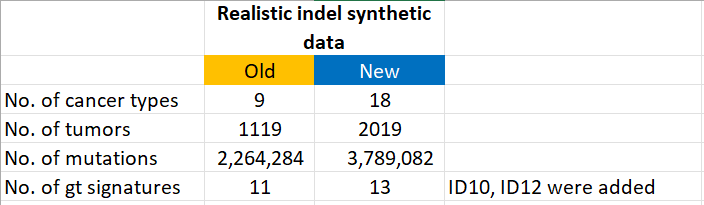 Realistic indel synthetic
data
Old New
No. of cancer types 9 18
No. of tumors 1119 2019
No. of mutations 2,264,284 3,789,082
No. of gt signatures 11 13 ID10, ID12 were added